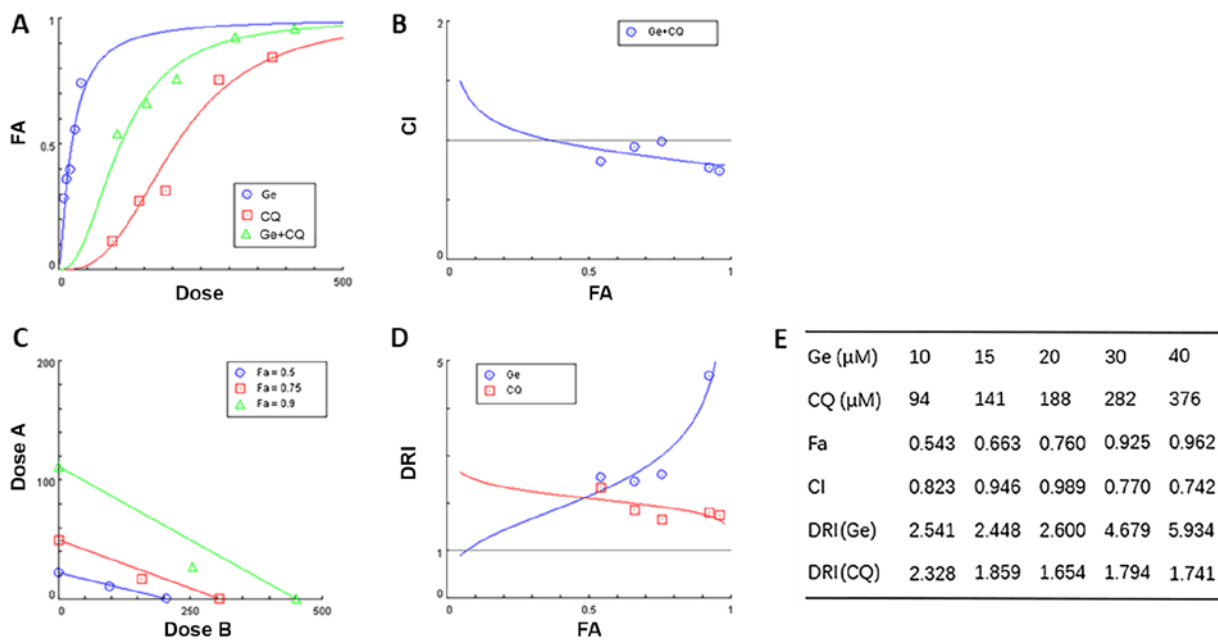 A
FA
1
0.5
0
0
500
Dose
Ge
CQ
Ge+CQ
B
CI
2
1
0
0
0.5
1
FA
Ge+CQ
C
Dose A
200
100
0
0
250
500
Dose B
Fa = 0.5
Fa = 0.75
Fa = 0.9
D
DRI
5
1
0
0
0.5
1
FA
Ge
CQ
E
Ge (μM) 10 15 20 30 40
CQ (μM) 94 141 188 282 376
Fa 0.543 0.663 0.760 0.925 0.962
CI 0.823 0.946 0.989 0.770 0.742
DRI(Ge) 2.541 2.448 2.600 4.679 5.934
DRI(CQ) 2.328 1.859 1.654 1.794 1.741